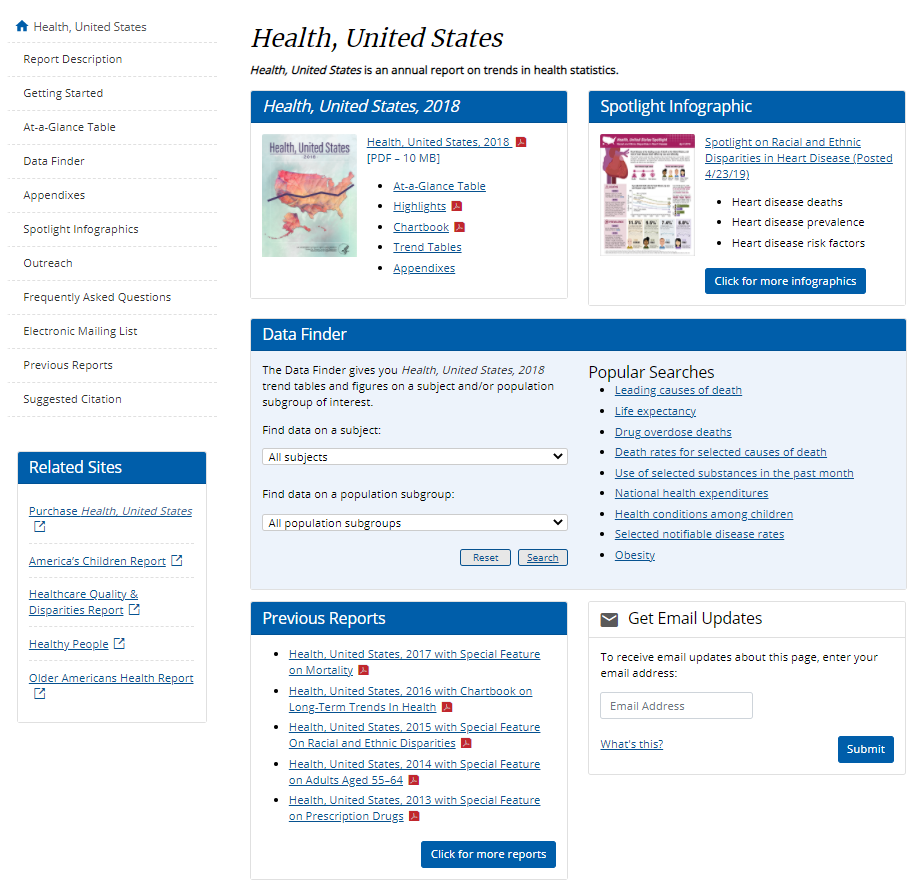 Health, United States
Report Description
Getting Started
At-a-Glance Table
Data Finder
Appendixes
Spotlight Infographics
Outreach
Frequently Asked Questions
Electronic Mailing List
Previous Reports
Suggested Citation
Related Sites
Purchase Health, United States
America's Children Report
Healthcare Quality &
Disparities Report
Healthy People
Older Americans Health Report
Health, United States
Health, United States is an annual report on trends in health statistics.
Health, United States, 2018
Health, United States
2018
Health, United States, 2018
[PDF – 10 MB]
At-a-Glance Table
Highlights
Chartbook
Trend Tables
Appendixes
Spotlight Infographic
Spotlight on Racial and Ethnic
Disparities in Heart Disease (Posted
4/23/19)
Heart disease deaths
Heart disease prevalence
Heart disease risk factors
Click for more infographics
Data Finder
The Data Finder gives you Health, United States, 2018
trend tables and figures on a subject and/or population
subgroup of interest.
Find data on a subject:
All subjects
Find data on a population subgroup:
All population subgroups
Reset
Search
Popular Searches
Leading causes of death
Life expectancy
Drug overdose deaths
Death rates for selected causes of death
Use of selected substances in the past month
National health expenditures
Health conditions among children
Selected notifiable disease rates
Obesity
Previous Reports
Health, United States, 2017 with Special Feature
on Mortality
Health, United States, 2016 with Chartbook on
Long-Term Trends In Health
Health, United States, 2015 with Special Feature
On Racial and Ethnic Disparities
Health, United States, 2014 with Special Feature
on Adults Aged 55–64
Health, United States, 2013 with Special Feature
on Prescription Drugs
Click for more reports
Get Email Updates
To receive email updates about this page, enter your
email address:
Email Address
What's this?
Submit